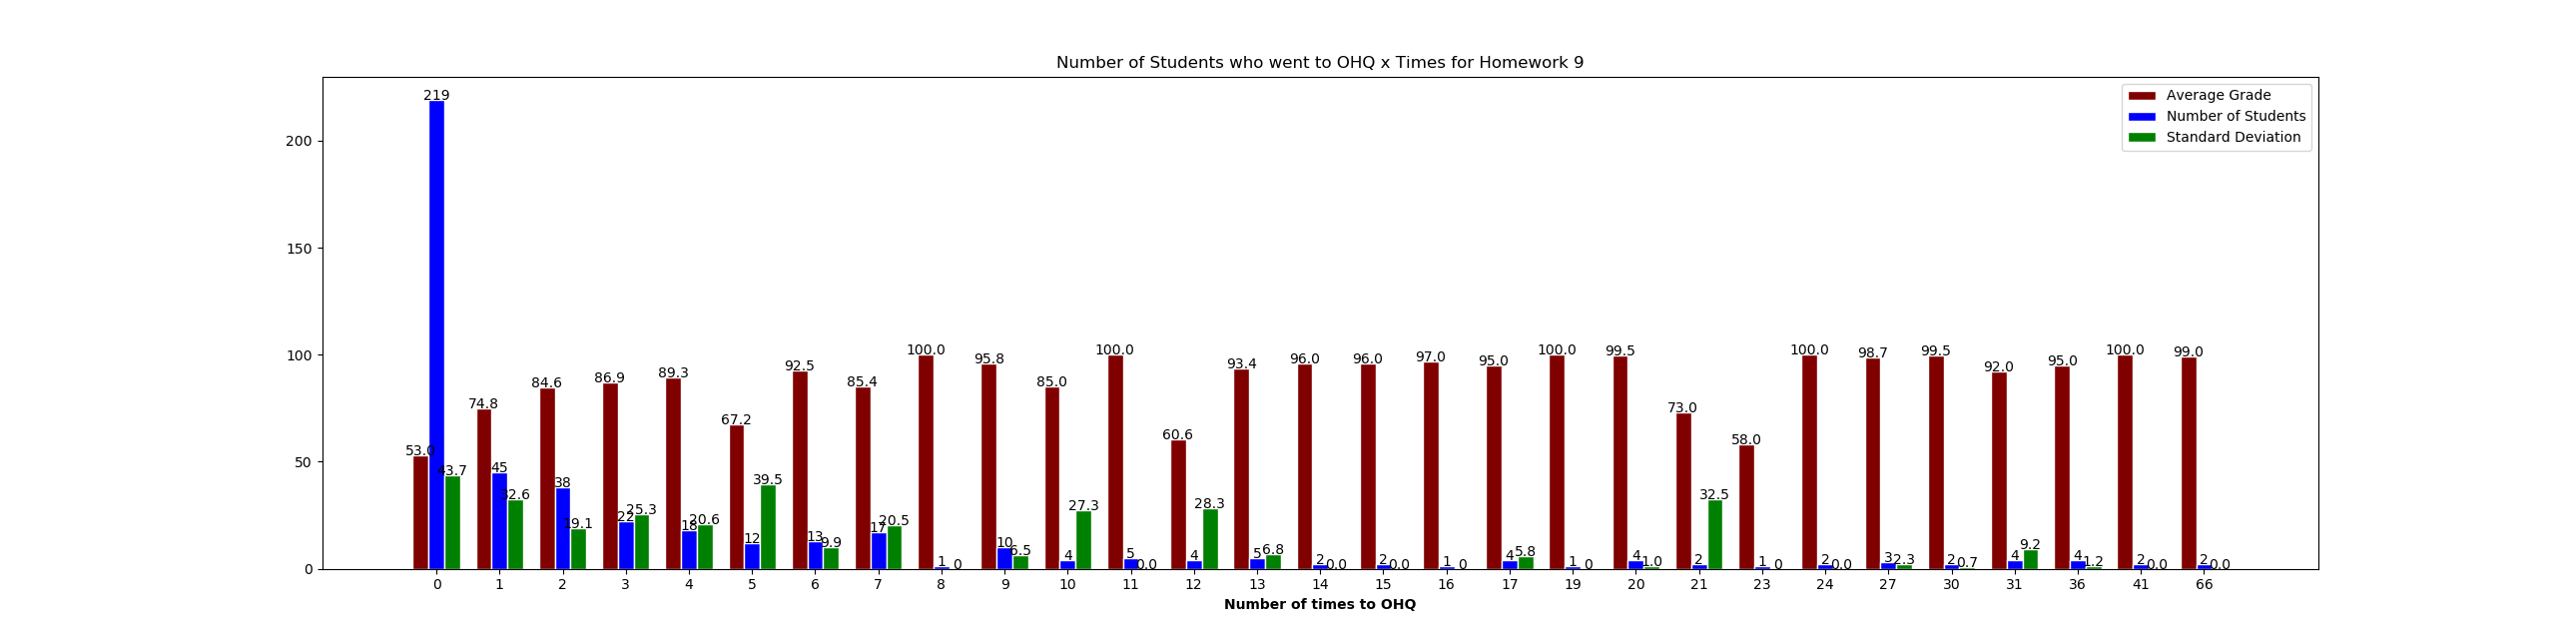 Number of Students who went to OHQ x Times for Homework 9
Average Grade
Number of Students
Standard Deviation
200
150
100
50
0
53.0 219 43.7
74.8 45 32.6
84.6 38 19.1
86.9 22 25.3
89.3 18 20.6
67.2 12 39.5
92.5 13 9.9
85.4 17 20.5
100.0 1 0
95.8 10 6.5
85.0 4 27.3
100.0 5 0.0
60.6 4 28.3
93.4 5 6.8
96.0 2 0.0
96.0 2 0.0
97.0 1 0
95.0 4 5.8
100.0 1 0
99.5 4 1.0
73.0 2 32.5
58.0 1 0
100.0 2 0.0
98.7 3 2.3
99.5 2 0.7
92.0 4 9.2
95.0 4 1.2
100.0 2 0.0
99.0 2 0.0
0 1 2 3 4 5 6 7 8 9 10 11 12 13 14 15 16 17 19 20 21 23 24 27 30 31 36 41 66
Number of times to OHQ